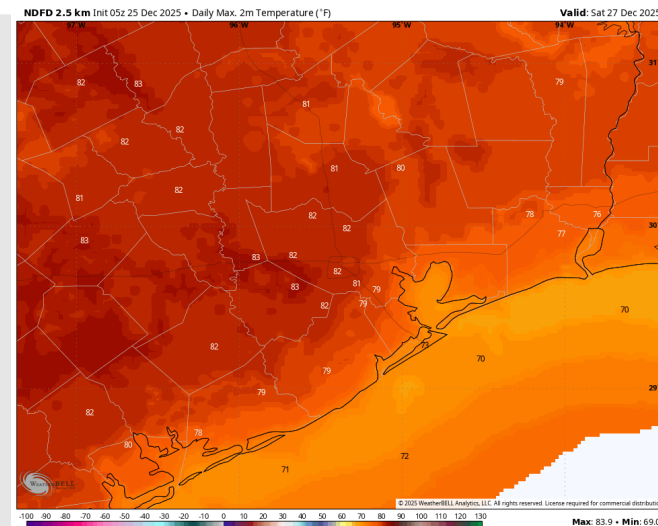 NDFD 2.5 km Init 05z 25 Dec 2025 • Daily Max. 2m Temperature (°F)
Valid: Sat 27 Dec 2025
97°W 96°W 95°W 94°W
31
82 83 79
81
82 82
81 80
81 82
82 78 76
83 82 77 30
83 82
82
83 81 79
82 79
70
82 73 70
79
79 29
82
80 78
72
71
WeatherBELL
© 2025 WeatherBELL Analytics, LLC. All rights reserved. License required for commercial distributio
-100 -90 -80 -70 -60 -50 -40 -30 -20 -10 0 10 20 30 40 50 60 70 80 90 100 110 120 130
Max: 83.9 • Min: 69.0